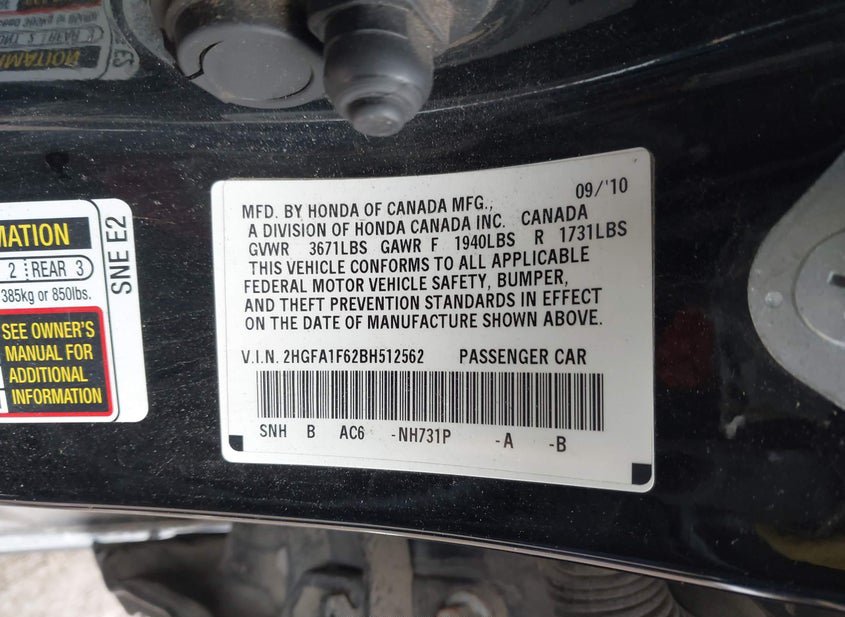 09/'10
MFD. BY HONDA OF CANADA MFG.,
A DIVISION OF HONDA CANADA INC. CANADA
GVWR 3671LBS GAWR F 1940LBS R 1731LBS
THIS VEHICLE CONFORMS TO ALL APPLICABLE
FEDERAL MOTOR VEHICLE SAFETY, BUMPER,
AND THEFT PREVENTION STANDARDS IN EFFECT
ON THE DATE OF MANUFACTURE SHOWN ABOVE.
V.I.N. 2HGFA1F62BH512562 PASSENGER CAR
SNH B AC6 -NH731P -A -B
MATION
2 REAR 3
385kg or 850lbs.
SEE OWNER'S
MANUAL FOR
ADDITIONAL
INFORMATION
SNE E2